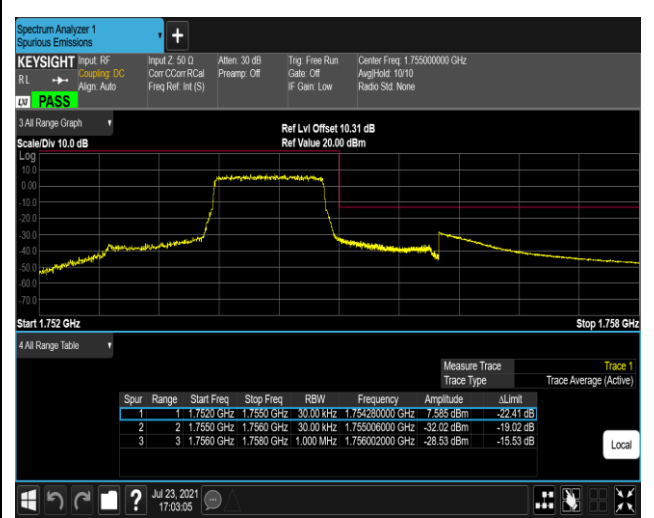 Spectrum Analyzer 1
Spurious Emissions
KEYSIGHT Input: RF Input Z: 50 Ω Atten: 30 dB Trig: Free Run Center Freq: 1.755000000 GHz
RL Coupling: DC Corr CCorr RCal Preamp: Off Gate: Off Avg|Hold: 10/10
Align: Auto Freq Ref: Int (S) IF Gain: Low Radio Std: None
LXI PASS
3 All Range Graph
Ref Lvl Offset 10.31 dB
Scale/Div 10.0 dB Ref Value 20.00 dBm
Log
10.0
0.00
-10.0
-20.0
-30.0
-40.0
-50.0
-60.0
-70.0
Start 1.752 GHz Stop 1.758 GHz
4 All Range Table
Measure Trace Trace 1
Trace Type Trace Average (Active)
Spur Range Start Freq Stop Freq RBW Frequency Amplitude ΔLimit
1 1 1.7520 GHz 1.7550 GHz 30.00 kHz 1.754280000 GHz 7.585 dBm -22.41 dB
2 2 1.7550 GHz 1.7560 GHz 30.00 kHz 1.755006000 GHz -32.02 dBm -19.02 dB
3 3 1.7560 GHz 1.7580 GHz 1.000 MHz 1.756002000 GHz -28.53 dBm -15.53 dB
Local
Jul 23, 2021
17:03:05